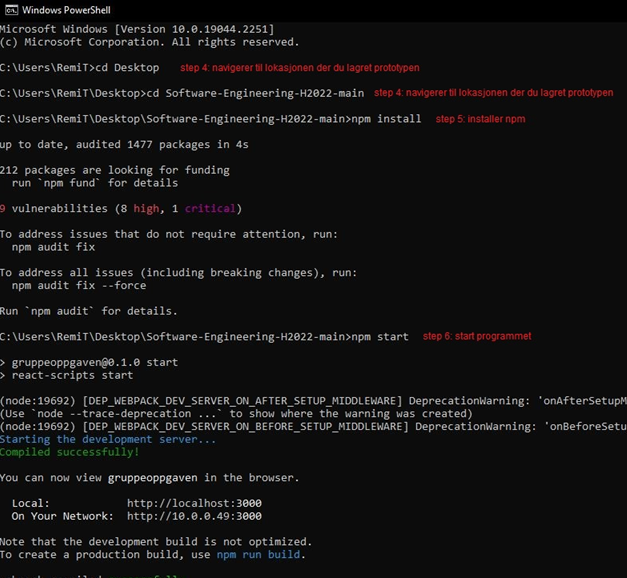 Windows PowerShell
Microsoft Windows [Version 10.0.19044.2251]
(c) Microsoft Corporation. All rights reserved.
C:\Users\RemiT>cd Desktop step 4: navigerer til lokasjonen der du lagret prototypen
C:\Users\RemiT\Desktop>cd Software-Engineering-H2022-main step 4: navigerer til lokasjonen der du lagret prototypen
C:\Users\RemiT\Desktop\Software-Engineering-H2022-main>npm install step 5: installer npm
up to date, audited 1477 packages in 4s
212 packages are looking for funding
run `npm fund` for details
9 vulnerabilities (8 high, 1 critical)
To address issues that do not require attention, run:
npm audit fix
To address all issues (including breaking changes), run:
npm audit fix --force
Run `npm audit` for details.
C:\Users\RemiT\Desktop\Software-Engineering-H2022-main>npm start step 6: start programmet
> gruppeoppgaven@0.1.0 start
> react-scripts start
(node:19692) [DEP_WEBPACK_DEV_SERVER_ON_AFTER_SETUP_MIDDLEWARE] DeprecationWarning: 'onAfterSetupM
(Use `node --trace-deprecation ...` to show where the warning was created)
(node:19692) [DEP_WEBPACK_DEV_SERVER_ON_BEFORE_SETUP_MIDDLEWARE] DeprecationWarning: 'onBeforeSetu
Starting the development server...
Compiled successfully!
You can now view gruppeoppgaven in the browser.
Local: http://localhost:3000
On Your Network: http://10.0.0.49:3000
Note that the development build is not optimized.
To create a production build, use npm run build.